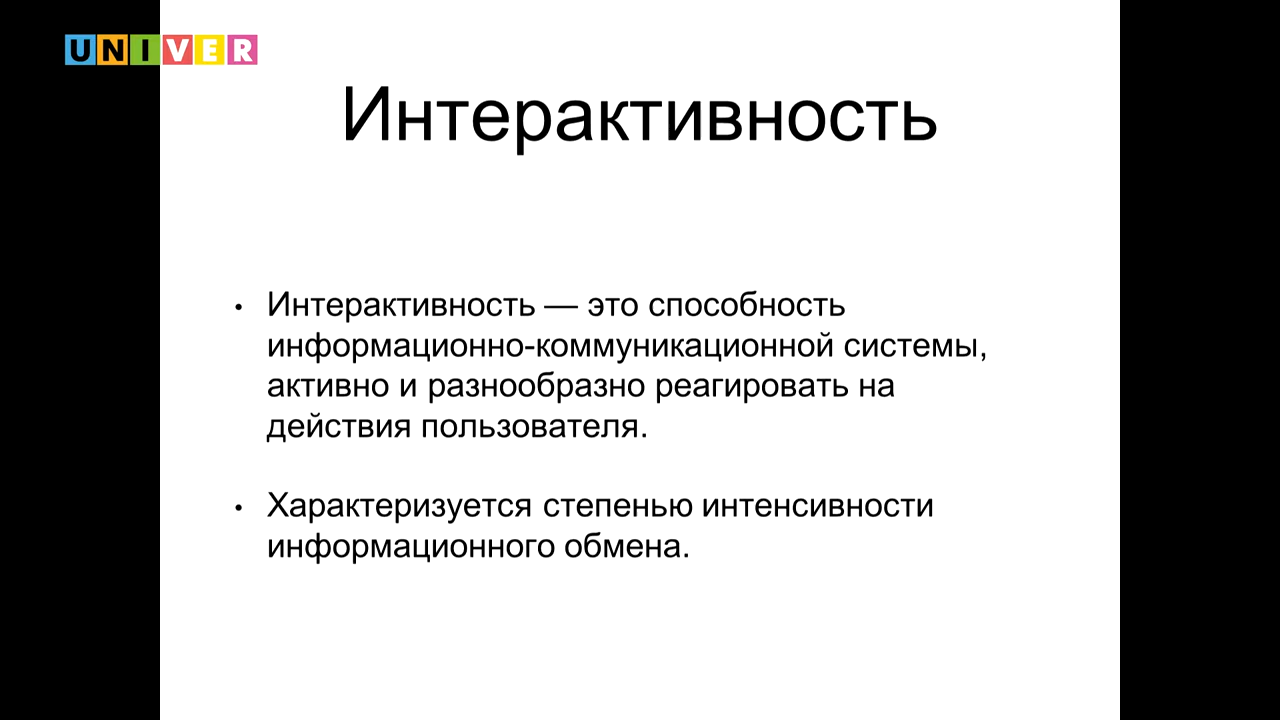 UNIVER
Интерактивность
• Интерактивность — это способность
информационно-коммуникационной системы,
активно и разнообразно реагировать на
действия пользователя.
• Характеризуется степенью интенсивности
информационного обмена.